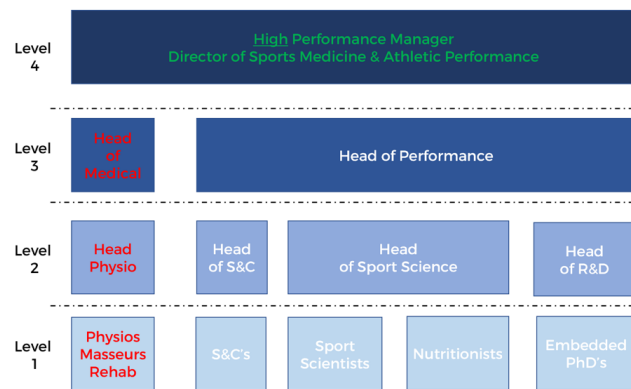 Level
4
High Performance Manager
Director of Sports Medicine & Athletic Performance
Level
3
Head
of
Medical
Head of Performance
Level
2
Head
Physio
Head
of S&C
Head
of Sport Science
Head
of R&D
Level
1
Physios
Masseurs
Rehab
S&C's
Sport
Scientists
Nutritionists
Embedded
PhD's